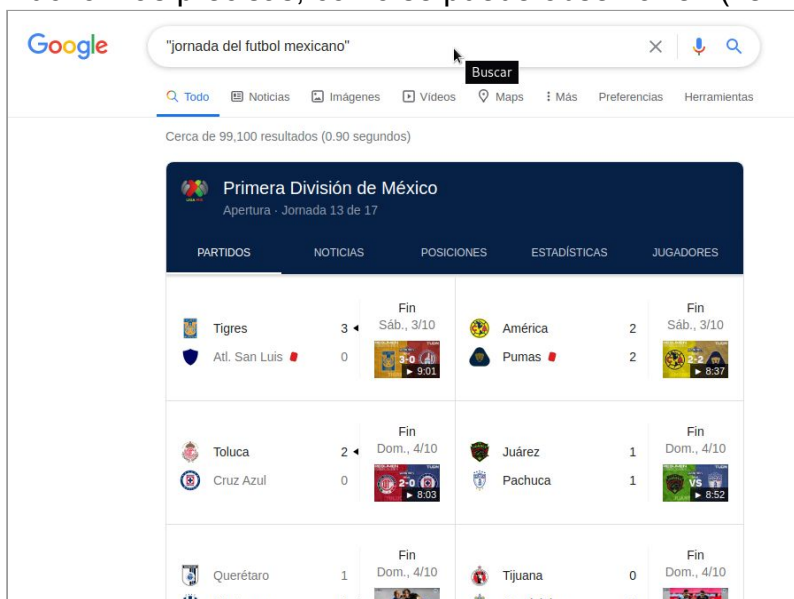 Google
"jornada del futbol mexicano"
Buscar
Todo Noticias Imágenes Vídeos Maps Más Preferencias Herramientas
Cerca de 99,100 resultados (0.90 segundos)
Primera División de México
Apertura · Jornada 13 de 17
PARTIDOS NOTICIAS POSICIONES ESTADÍSTICAS JUGADORES
Tigres 3 Fin
Atl. San Luis 0 Sáb., 3/10
3-0
9:01
América 2 Fin
Pumas 2 Sáb., 3/10
2-2
8:37
Toluca 2 Fin
Cruz Azul 0 Dom., 4/10
2-0
8:03
Juárez 1 Fin
Pachuca 1 Dom., 4/10
VS
8:52
Querétaro 1 Fin
Dom., 4/10
Tijuana 0 Fin
Dom., 4/10